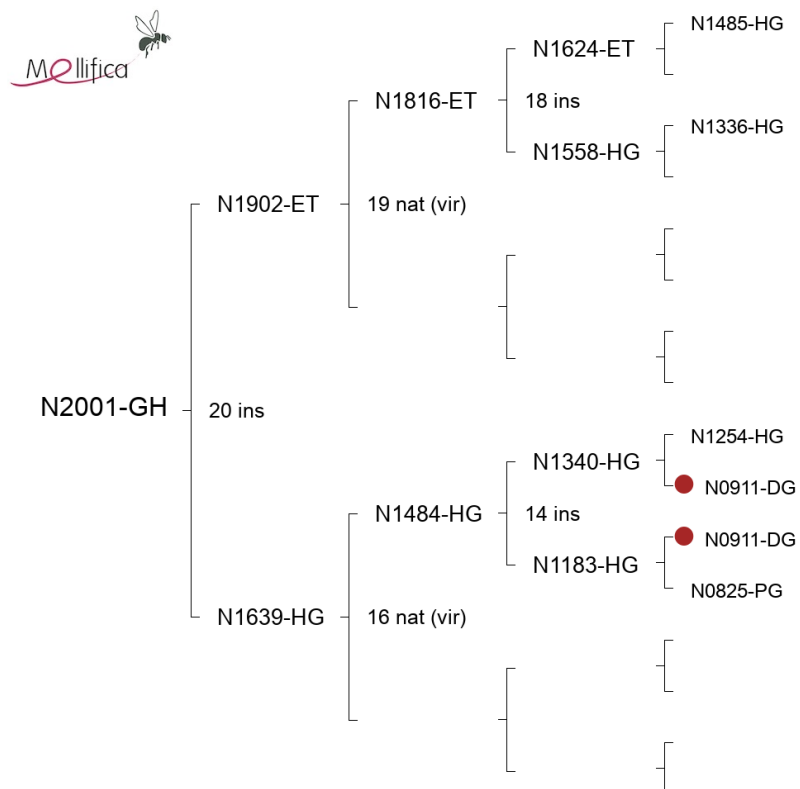 Mellifica
N1485-HG
N1624-ET
N1816-ET
18 ins
N1336-HG
N1558-HG
N1902-ET
19 nat (vir)
N2001-GH
20 ins
N1254-HG
N1340-HG
N0911-DG
N1484-HG
14 ins
N0911-DG
N1183-HG
N0825-PG
N1639-HG
16 nat (vir)